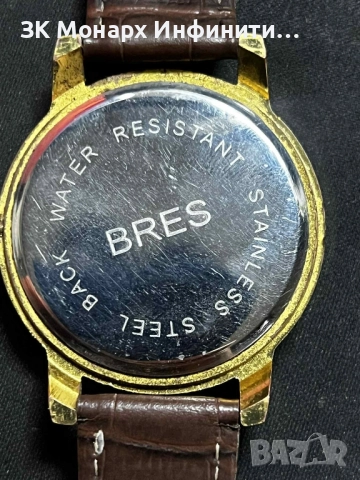 ЗК Монарх Инфинити...
WATER RESISTANT STAINLESS STEEL BACK
BRES
BAZAR